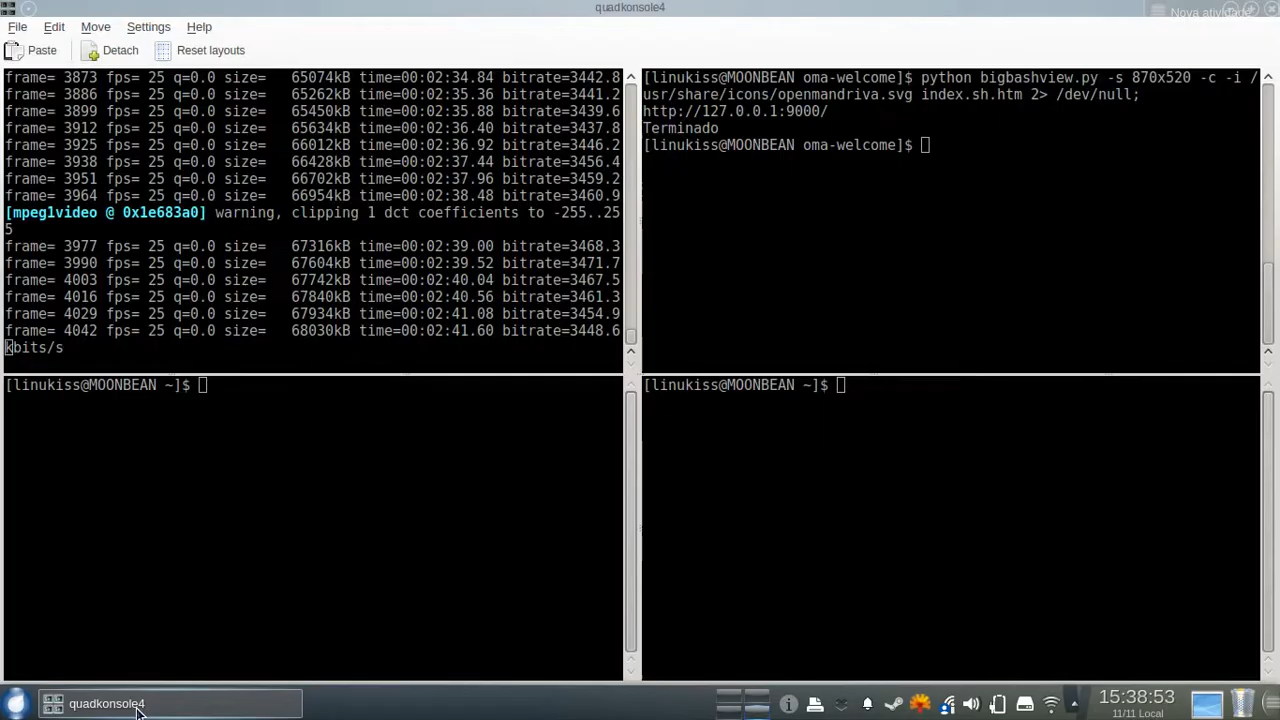 quadkonsole4
Nova atividade
File Edit Move Settings Help
Paste Detach Reset layouts
frame= 3873 fps= 25 q=0.0 size=   65074kB time=00:02:34.84 bitrate=3442.8
frame= 3886 fps= 25 q=0.0 size=   65262kB time=00:02:35.36 bitrate=3441.2
frame= 3899 fps= 25 q=0.0 size=   65450kB time=00:02:35.88 bitrate=3439.6
frame= 3912 fps= 25 q=0.0 size=   65634kB time=00:02:36.40 bitrate=3437.8
frame= 3925 fps= 25 q=0.0 size=   66012kB time=00:02:36.92 bitrate=3446.2
frame= 3938 fps= 25 q=0.0 size=   66428kB time=00:02:37.44 bitrate=3456.4
frame= 3951 fps= 25 q=0.0 size=   66702kB time=00:02:37.96 bitrate=3459.2
frame= 3964 fps= 25 q=0.0 size=   66954kB time=00:02:38.48 bitrate=3460.9
[mpeg1video @ 0x1e683a0] warning, clipping 1 dct coefficients to -255..25
5
frame= 3977 fps= 25 q=0.0 size=   67316kB time=00:02:39.00 bitrate=3468.3
frame= 3990 fps= 25 q=0.0 size=   67604kB time=00:02:39.52 bitrate=3471.7
frame= 4003 fps= 25 q=0.0 size=   67742kB time=00:02:40.04 bitrate=3467.5
frame= 4016 fps= 25 q=0.0 size=   67840kB time=00:02:40.56 bitrate=3461.3
frame= 4029 fps= 25 q=0.0 size=   67934kB time=00:02:41.08 bitrate=3454.9
frame= 4042 fps= 25 q=0.0 size=   68030kB time=00:02:41.60 bitrate=3448.6
kbits/s
[linukiss@MOONBEAN oma-welcome]$ python bigbashview.py -s 870x520 -c -i /
usr/share/icons/openmandriva.svg index.sh.htm 2> /dev/null;
http://127.0.0.1:9000/
Terminado
[linukiss@MOONBEAN oma-welcome]$
[linukiss@MOONBEAN ~]$
[linukiss@MOONBEAN ~]$
quadkonsole4
15:38:53
11/11 Local